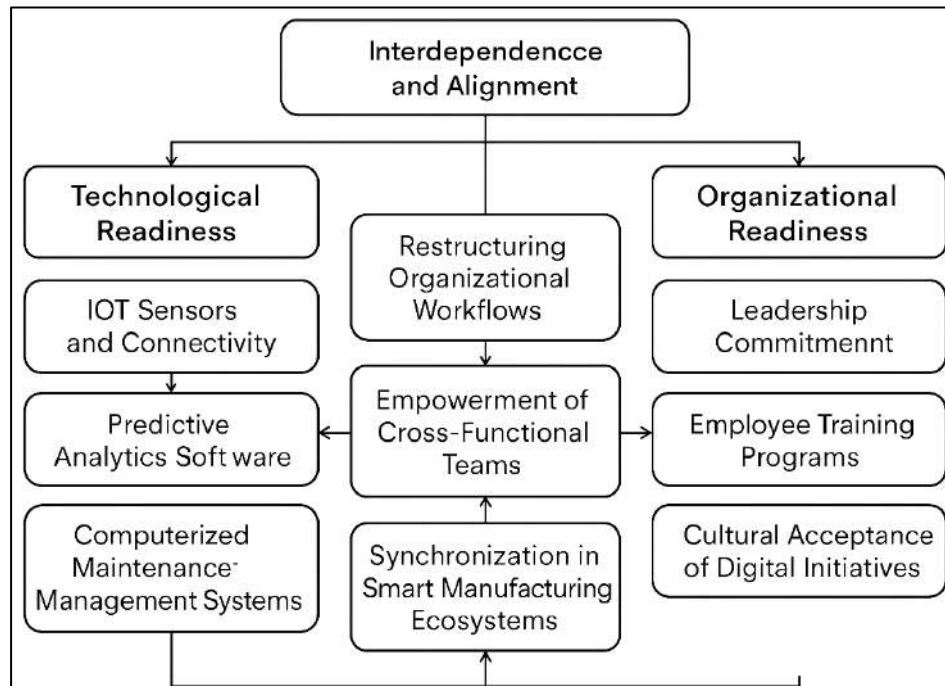 Interdependencce
and Alignment
Technological
Readiness
Organizational
Readiness
Restructuring
Organizational
Workflows
IOT Sensors
and Connectivity
Leadership
Commitmennt
Predictive
Analytics Soft ware
Empowerment of
Cross-Functional
Teams
Employee Training
Programs
Computerized
Maintenance-
Management Systems
Synchronization in
Smart Manufacturing
Ecosystems
Cultural Acceptance
of Digital Initiatives